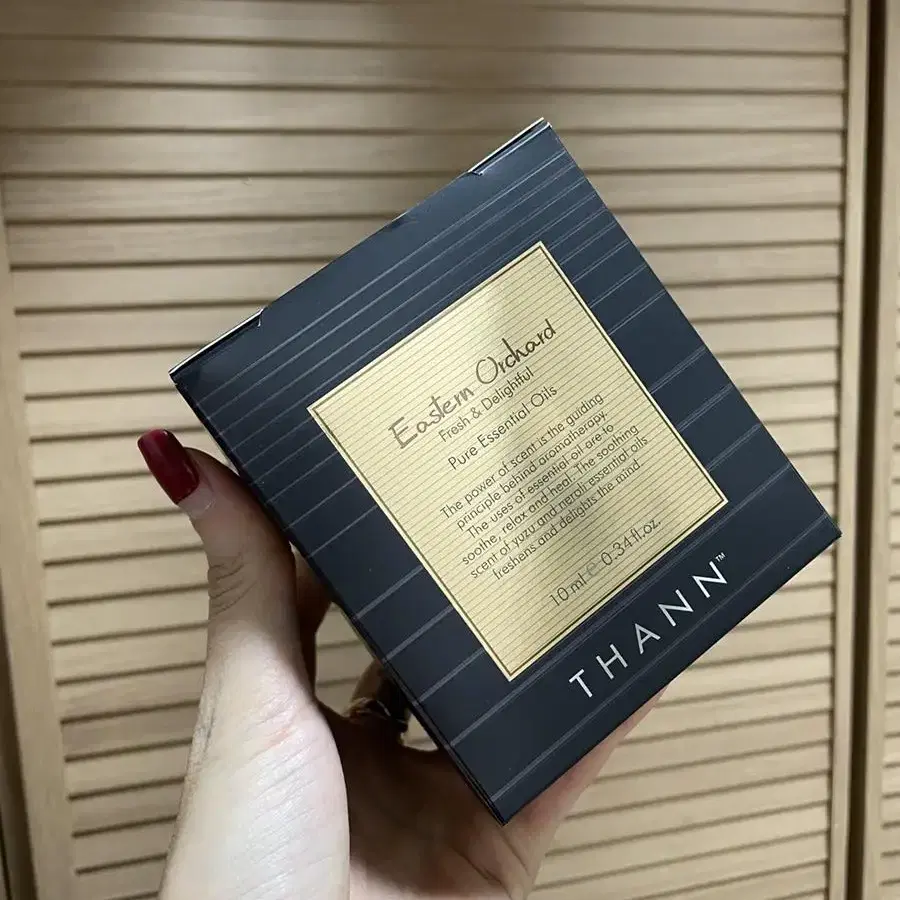 Eastern Orchard
Fresh & Delightful
Pure Essential Oils
The power of scent is the guiding
principle behind aromatherapy.
The uses of essential oil are to
soothe, relax and heal. The soothing
scent of yuzu and nerali essential oils
freshens and delights the mind.
10 ml e 0.34 fl.oz.
THANN™